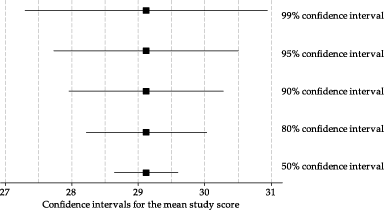 99% confidence interval
95% confidence interval
90% confidence interval
80% confidence interval
50% confidence interval
27 28 29 30 31
Confidence intervals for the mean study score